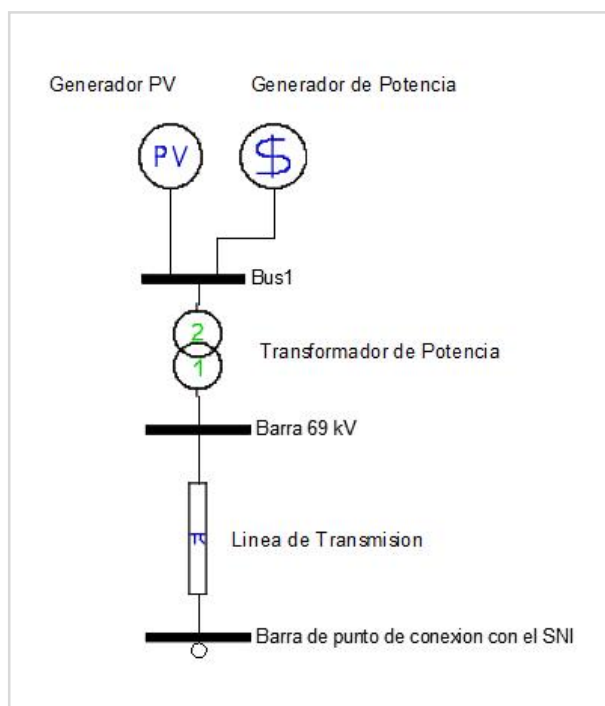 Generador PV
Generador de Potencia
PV
$
Bus1
2
1
Transformador de Potencia
Barra 69 kV
π
Linea de Transmision
Barra de punto de conexion con el SNI